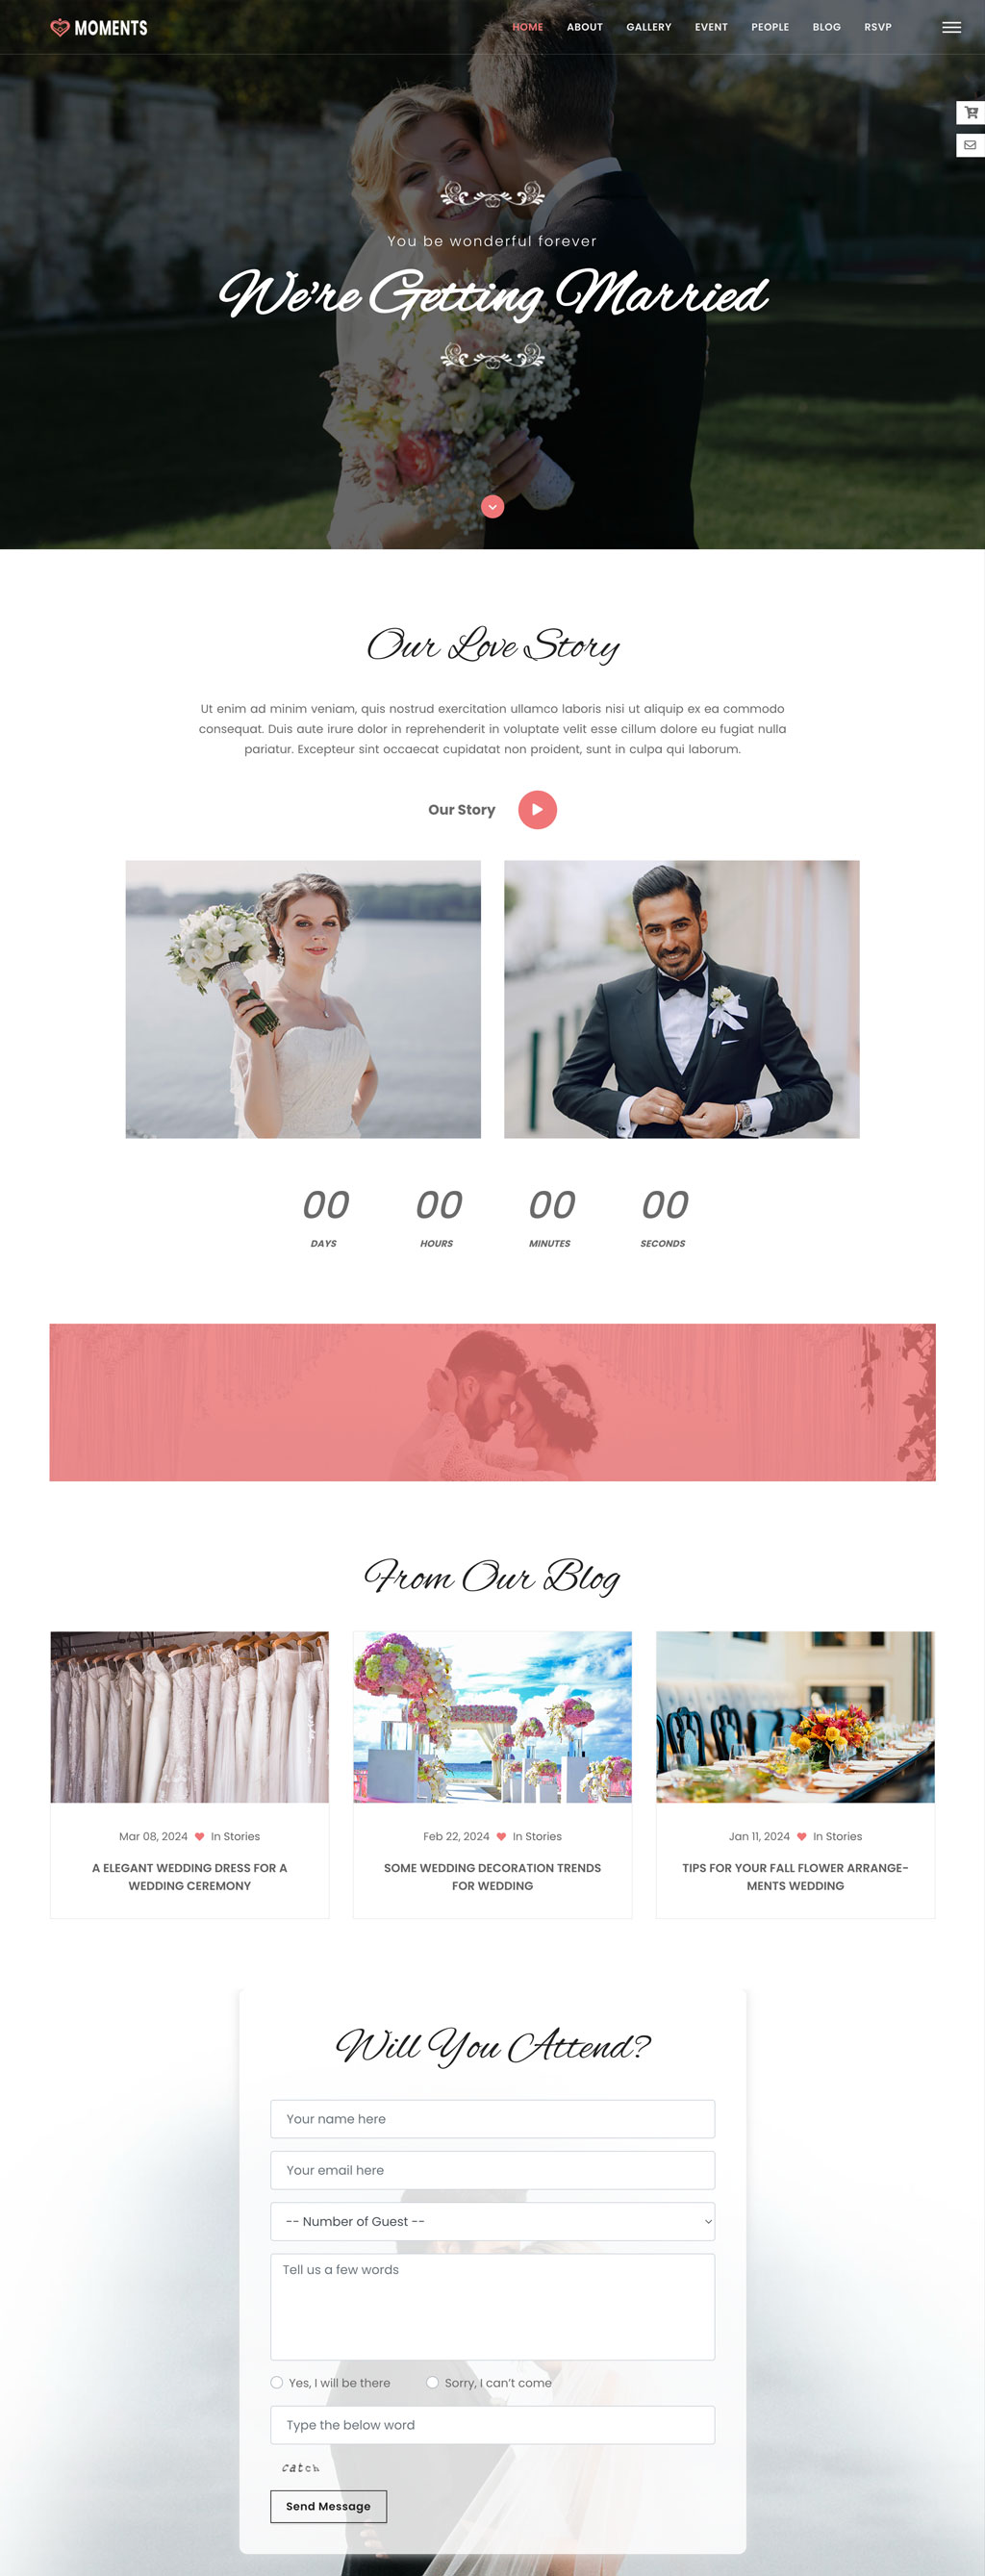 MOMENTS
HOME ABOUT GALLERY EVENT PEOPLE BLOG RSVP
You be wonderful forever
We're Getting Married
Our Love Story
Ut enim ad minim veniam, quis nostrud exercitation ullamco laboris nisi ut aliquip ex ea commodo
consequat. Duis aute irure dolor in reprehenderit in voluptate velit esse cillum dolore eu fugiat nulla
pariatur. Excepteur sint occaecat cupidatat non proident, sunt in culpa qui laborum.
Our Story
00 00 00 00
DAYS HOURS MINUTES SECONDS
From Our Blog
Mar 08, 2024 In Stories
A ELEGANT WEDDING DRESS FOR A
WEDDING CEREMONY
Feb 22, 2024 In Stories
SOME WEDDING DECORATION TRENDS
FOR WEDDING
Jan 11, 2024 In Stories
TIPS FOR YOUR FALL FLOWER ARRANGE-
MENTS WEDDING
Will You Attend?
Your name here
Your email here
-- Number of Guest --
Tell us a few words
Yes, I will be there Sorry, I can't come
Type the below word
catch
Send Message